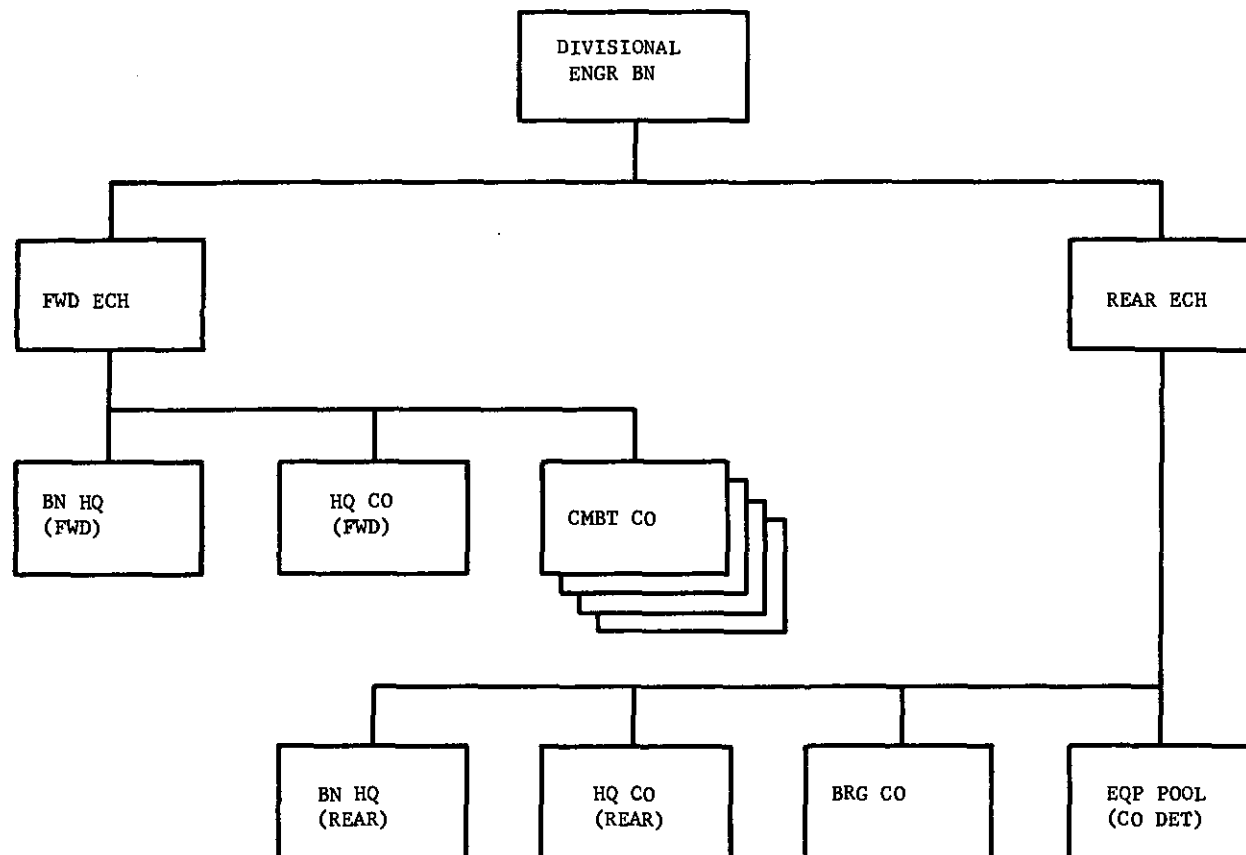 DIVISIONAL
ENGR BN
FWD ECH
REAR ECH
BN HQ
(FWD)
HQ CO
(FWD)
CMBT CO
BN HQ
(REAR)
HQ CO
(REAR)
BRG CO
EQP POOL
(CO DET)